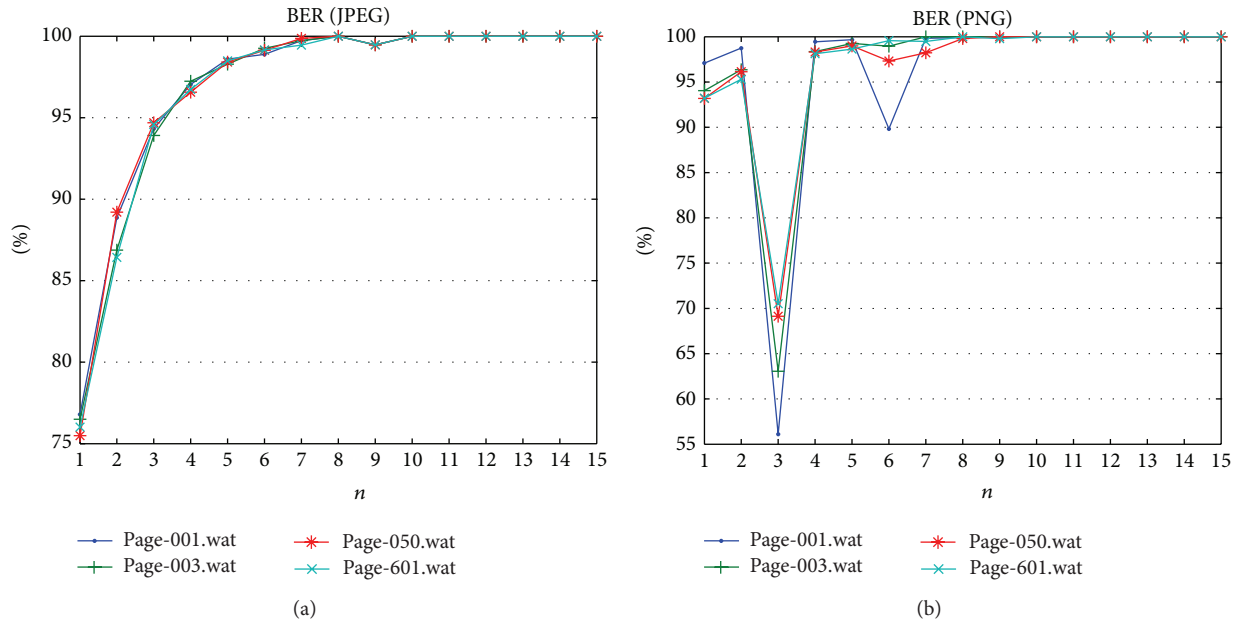 BER (JPEG)
100
95
90
85
80
75
(%)
1 2 3 4 5 6 7 8 9 10 11 12 13 14 15
n
Page-001.wat
Page-003.wat
Page-050.wat
Page-601.wat
(a)
BER (PNG)
100
95
90
85
80
75
70
65
60
55
(%)
1 2 3 4 5 6 7 8 9 10 11 12 13 14 15
n
Page-001.wat
Page-003.wat
Page-050.wat
Page-601.wat
(b)